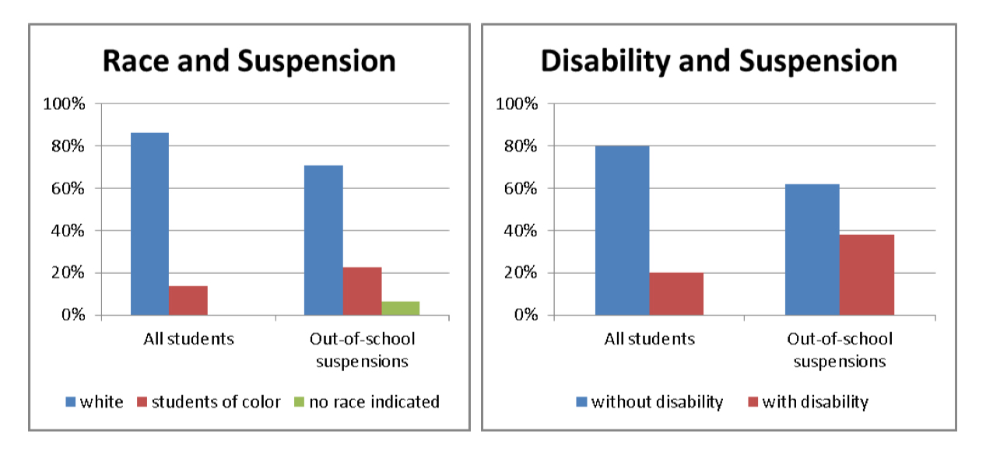 Race and Suspension
100%
80%
60%
40%
20%
0%
All students
Out-of-school
suspensions
white students of color no race indicated
Disability and Suspension
100%
80%
60%
40%
20%
0%
All students
Out-of-school
suspensions
without disability with disability